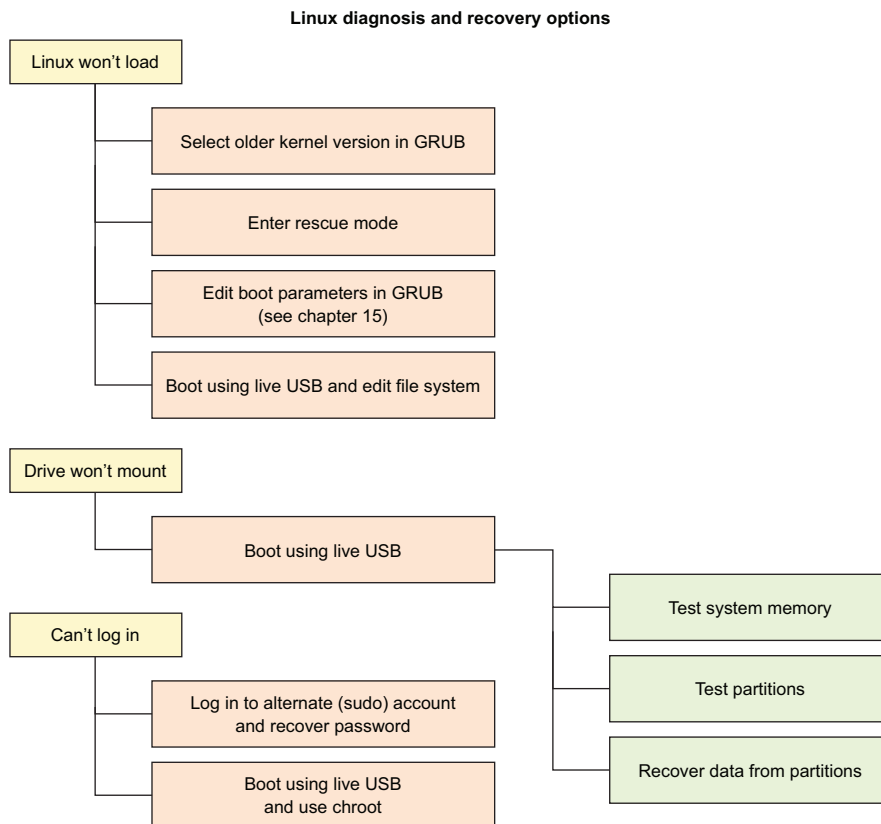 Linux diagnosis and recovery options
Linux won’t load
Select older kernel version in GRUB
Enter rescue mode
Edit boot parameters in GRUB
(see chapter 15)
Boot using live USB and edit file system
Drive won’t mount
Boot using live USB
Test system memory
Test partitions
Recover data from partitions
Can’t log in
Log in to alternate (sudo) account
and recover password
Boot using live USB
and use chroot